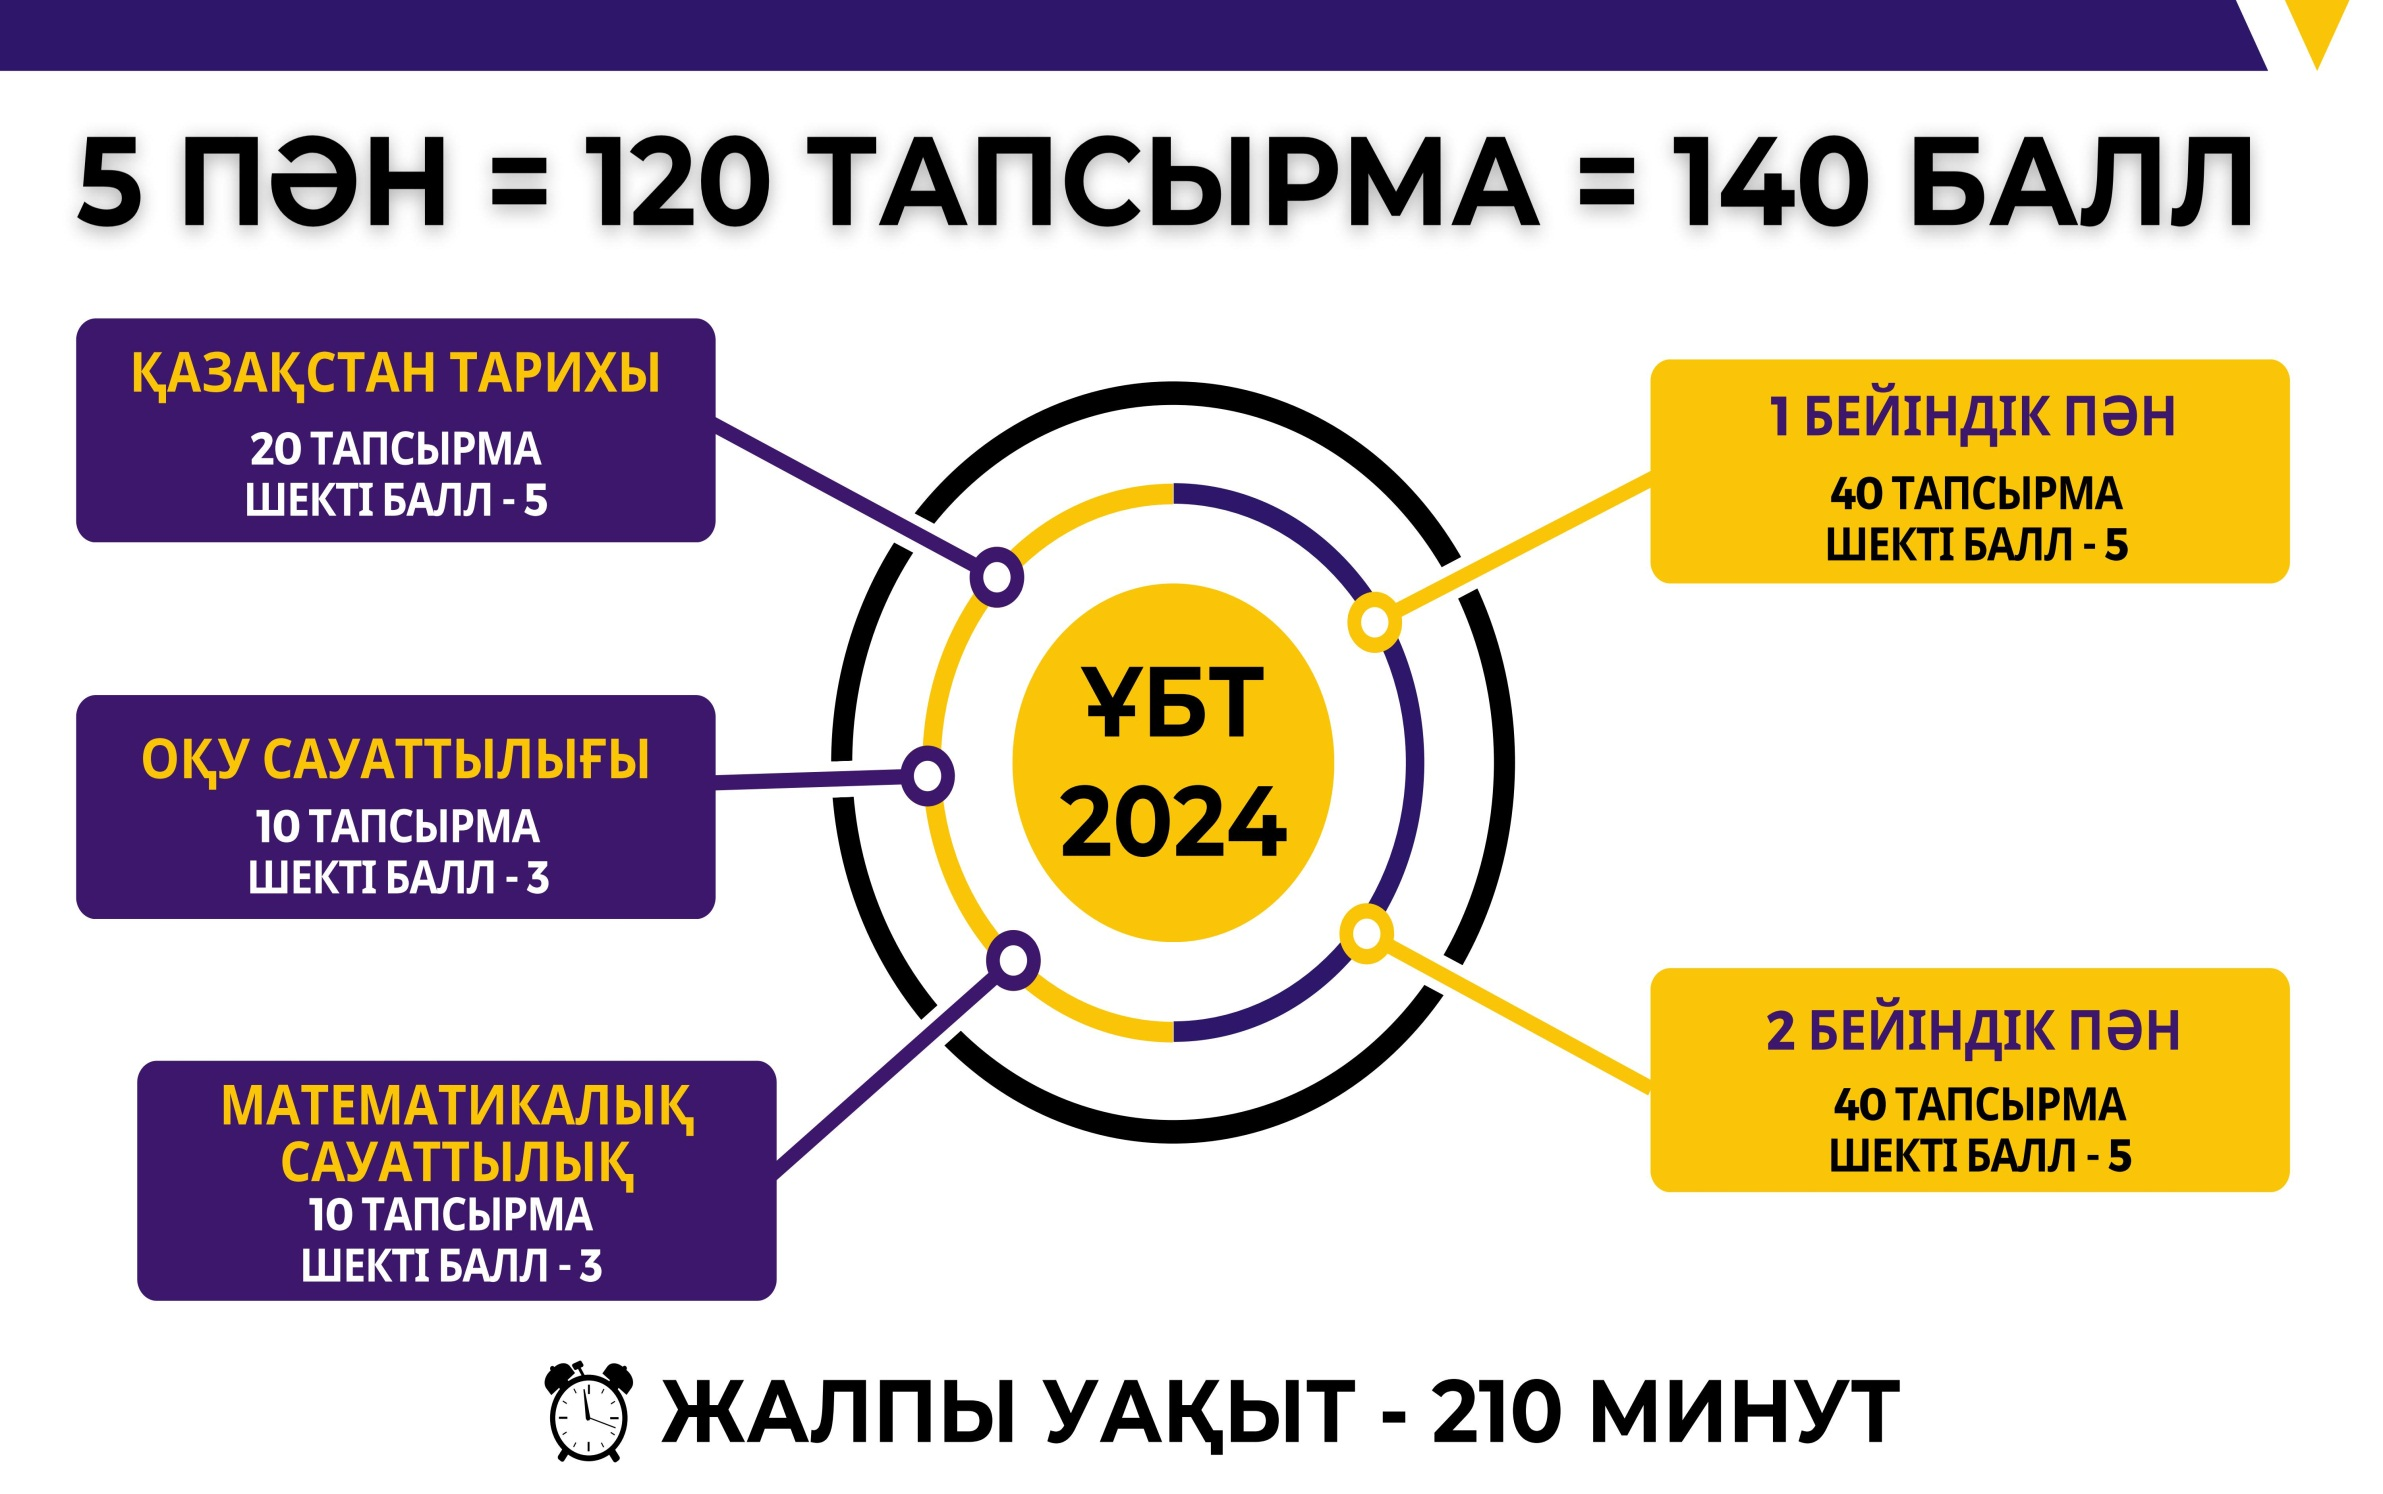 5 ПӘН = 120 ТАПСЫРМА = 140 БАЛЛ
ҚАЗАҚСТАН ТАРИХЫ
20 ТАПСЫРМА
ШЕКТІ БАЛЛ - 5
ОҚУ САУАТТЫЛЫҒЫ
10 ТАПСЫРМА
ШЕКТІ БАЛЛ - 3
МАТЕМАТИКАЛЫҚ
САУАТТЫЛЫҚ
10 ТАПСЫРМА
ШЕКТІ БАЛЛ - 3
ҰБТ
2024
1 БЕЙІНДІК ПӘН
40 ТАПСЫРМА
ШЕКТІ БАЛЛ - 5
2 БЕЙІНДІК ПӘН
40 ТАПСЫРМА
ШЕКТІ БАЛЛ - 5
ЖАЛПЫ УАҚЫТ - 210 МИНУТ